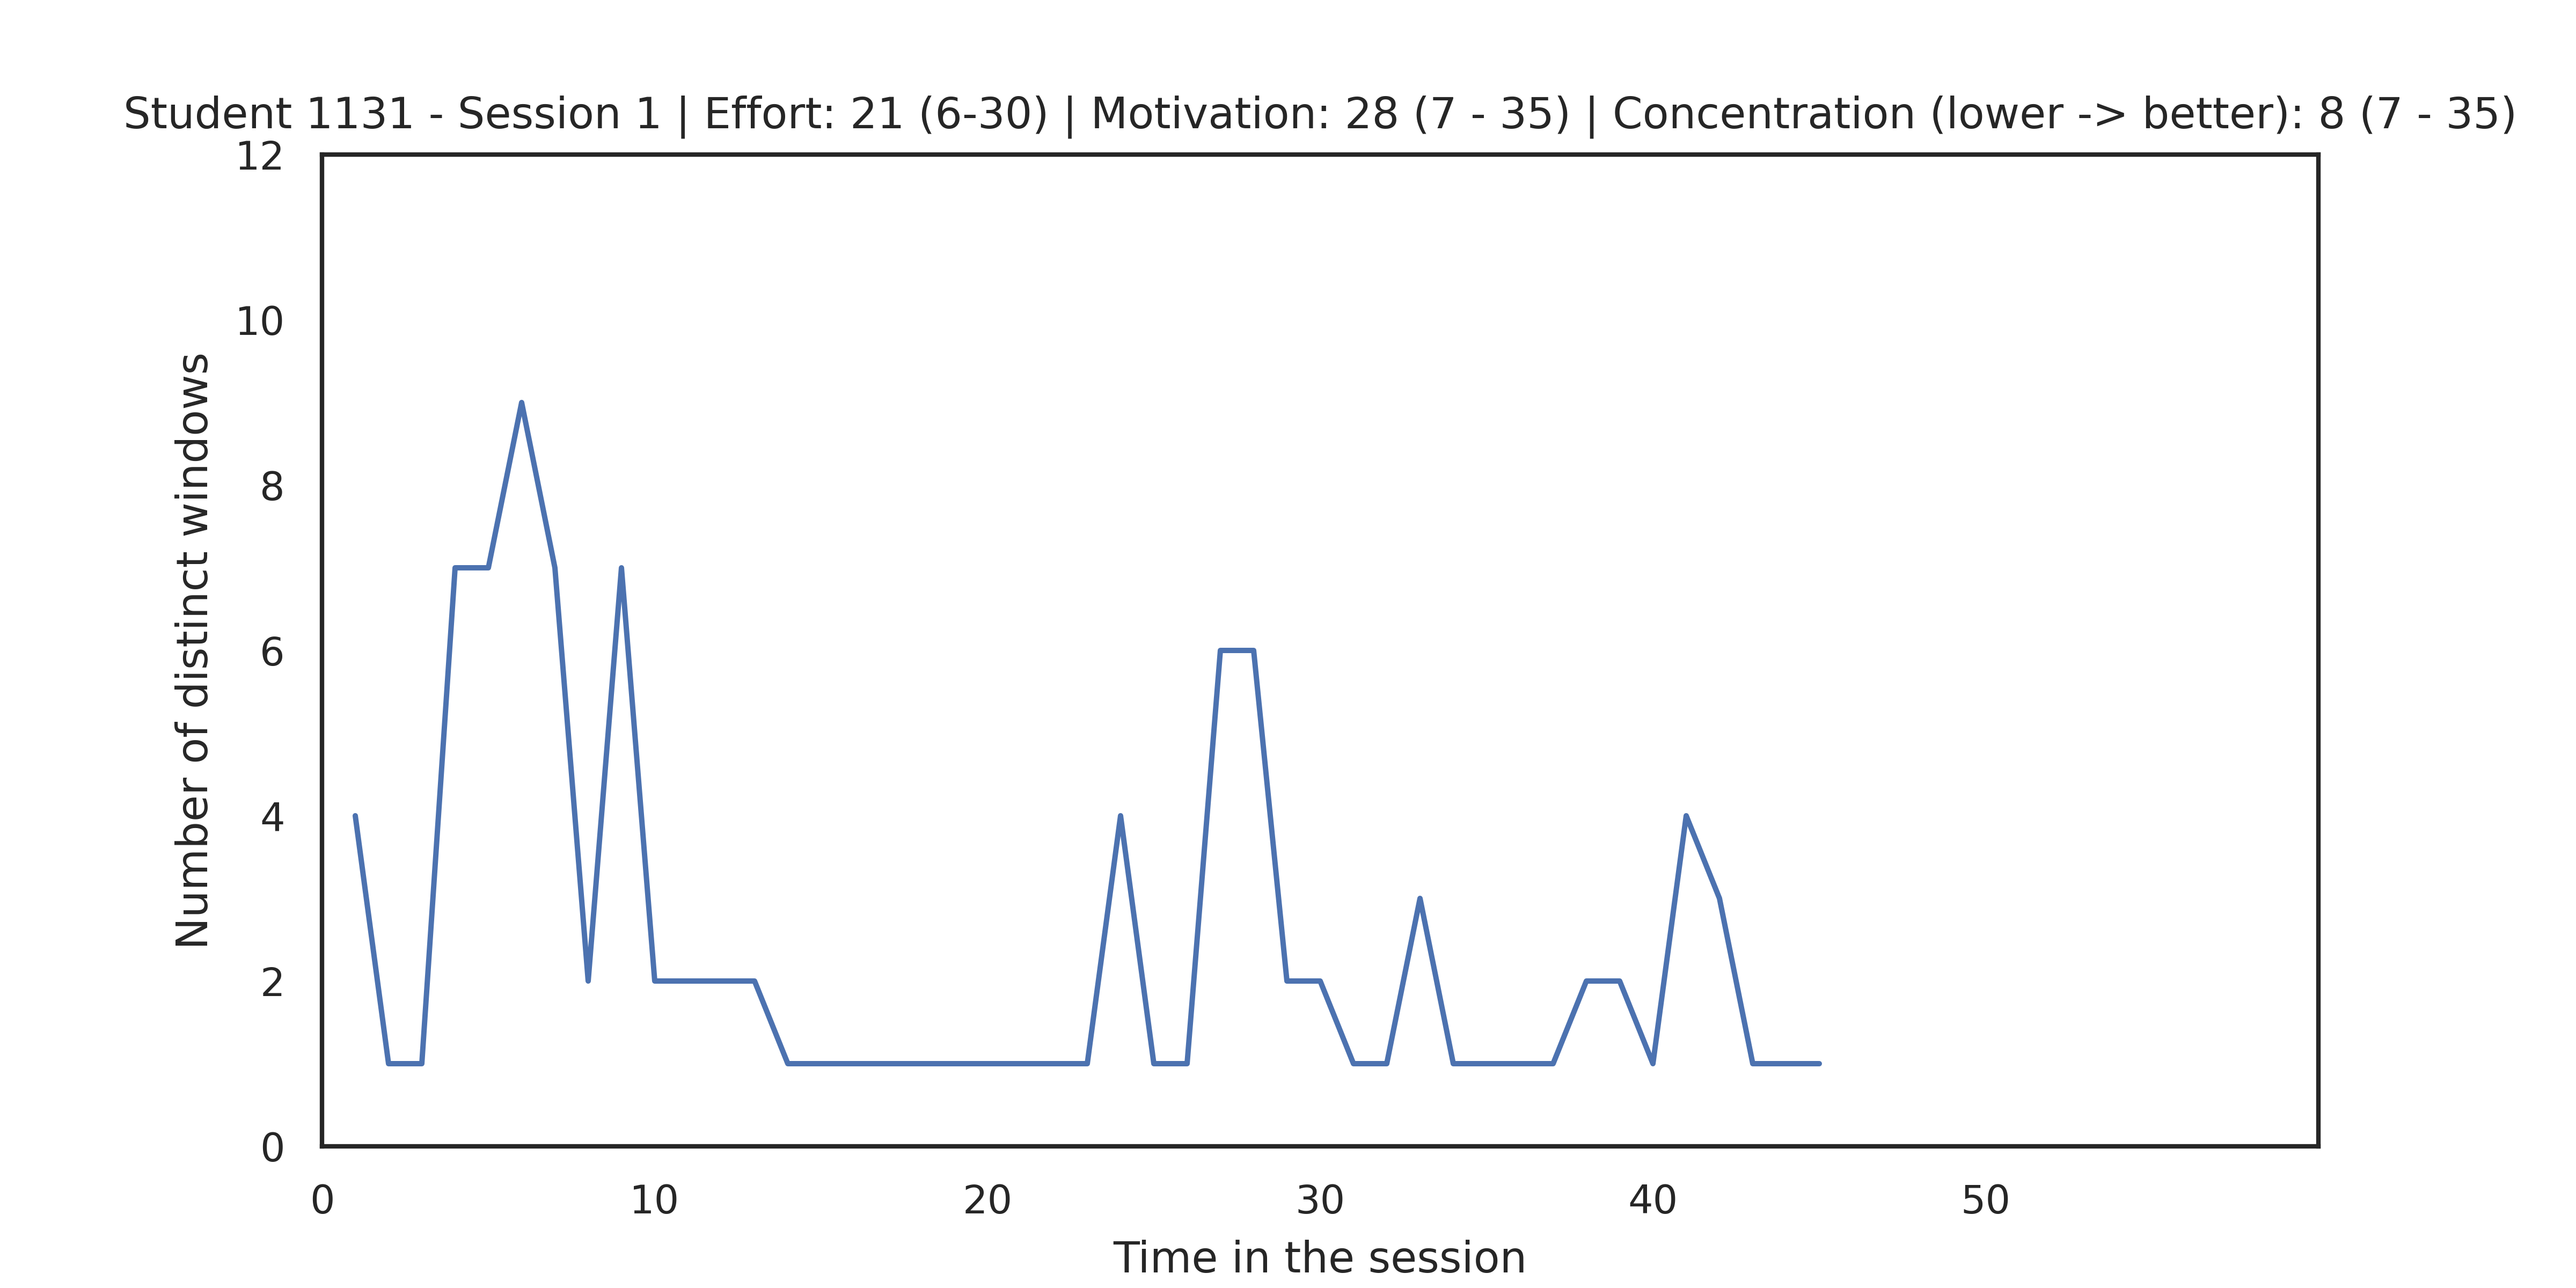 Student 1131 - Session 1 | Effort: 21 (6-30) | Motivation: 28 (7 - 35) | Concentration (lower -> better): 8 (7 - 35)
12
10
8
6
4
2
0
Number of distinct windows
0 10 20 30 40 50
Time in the session